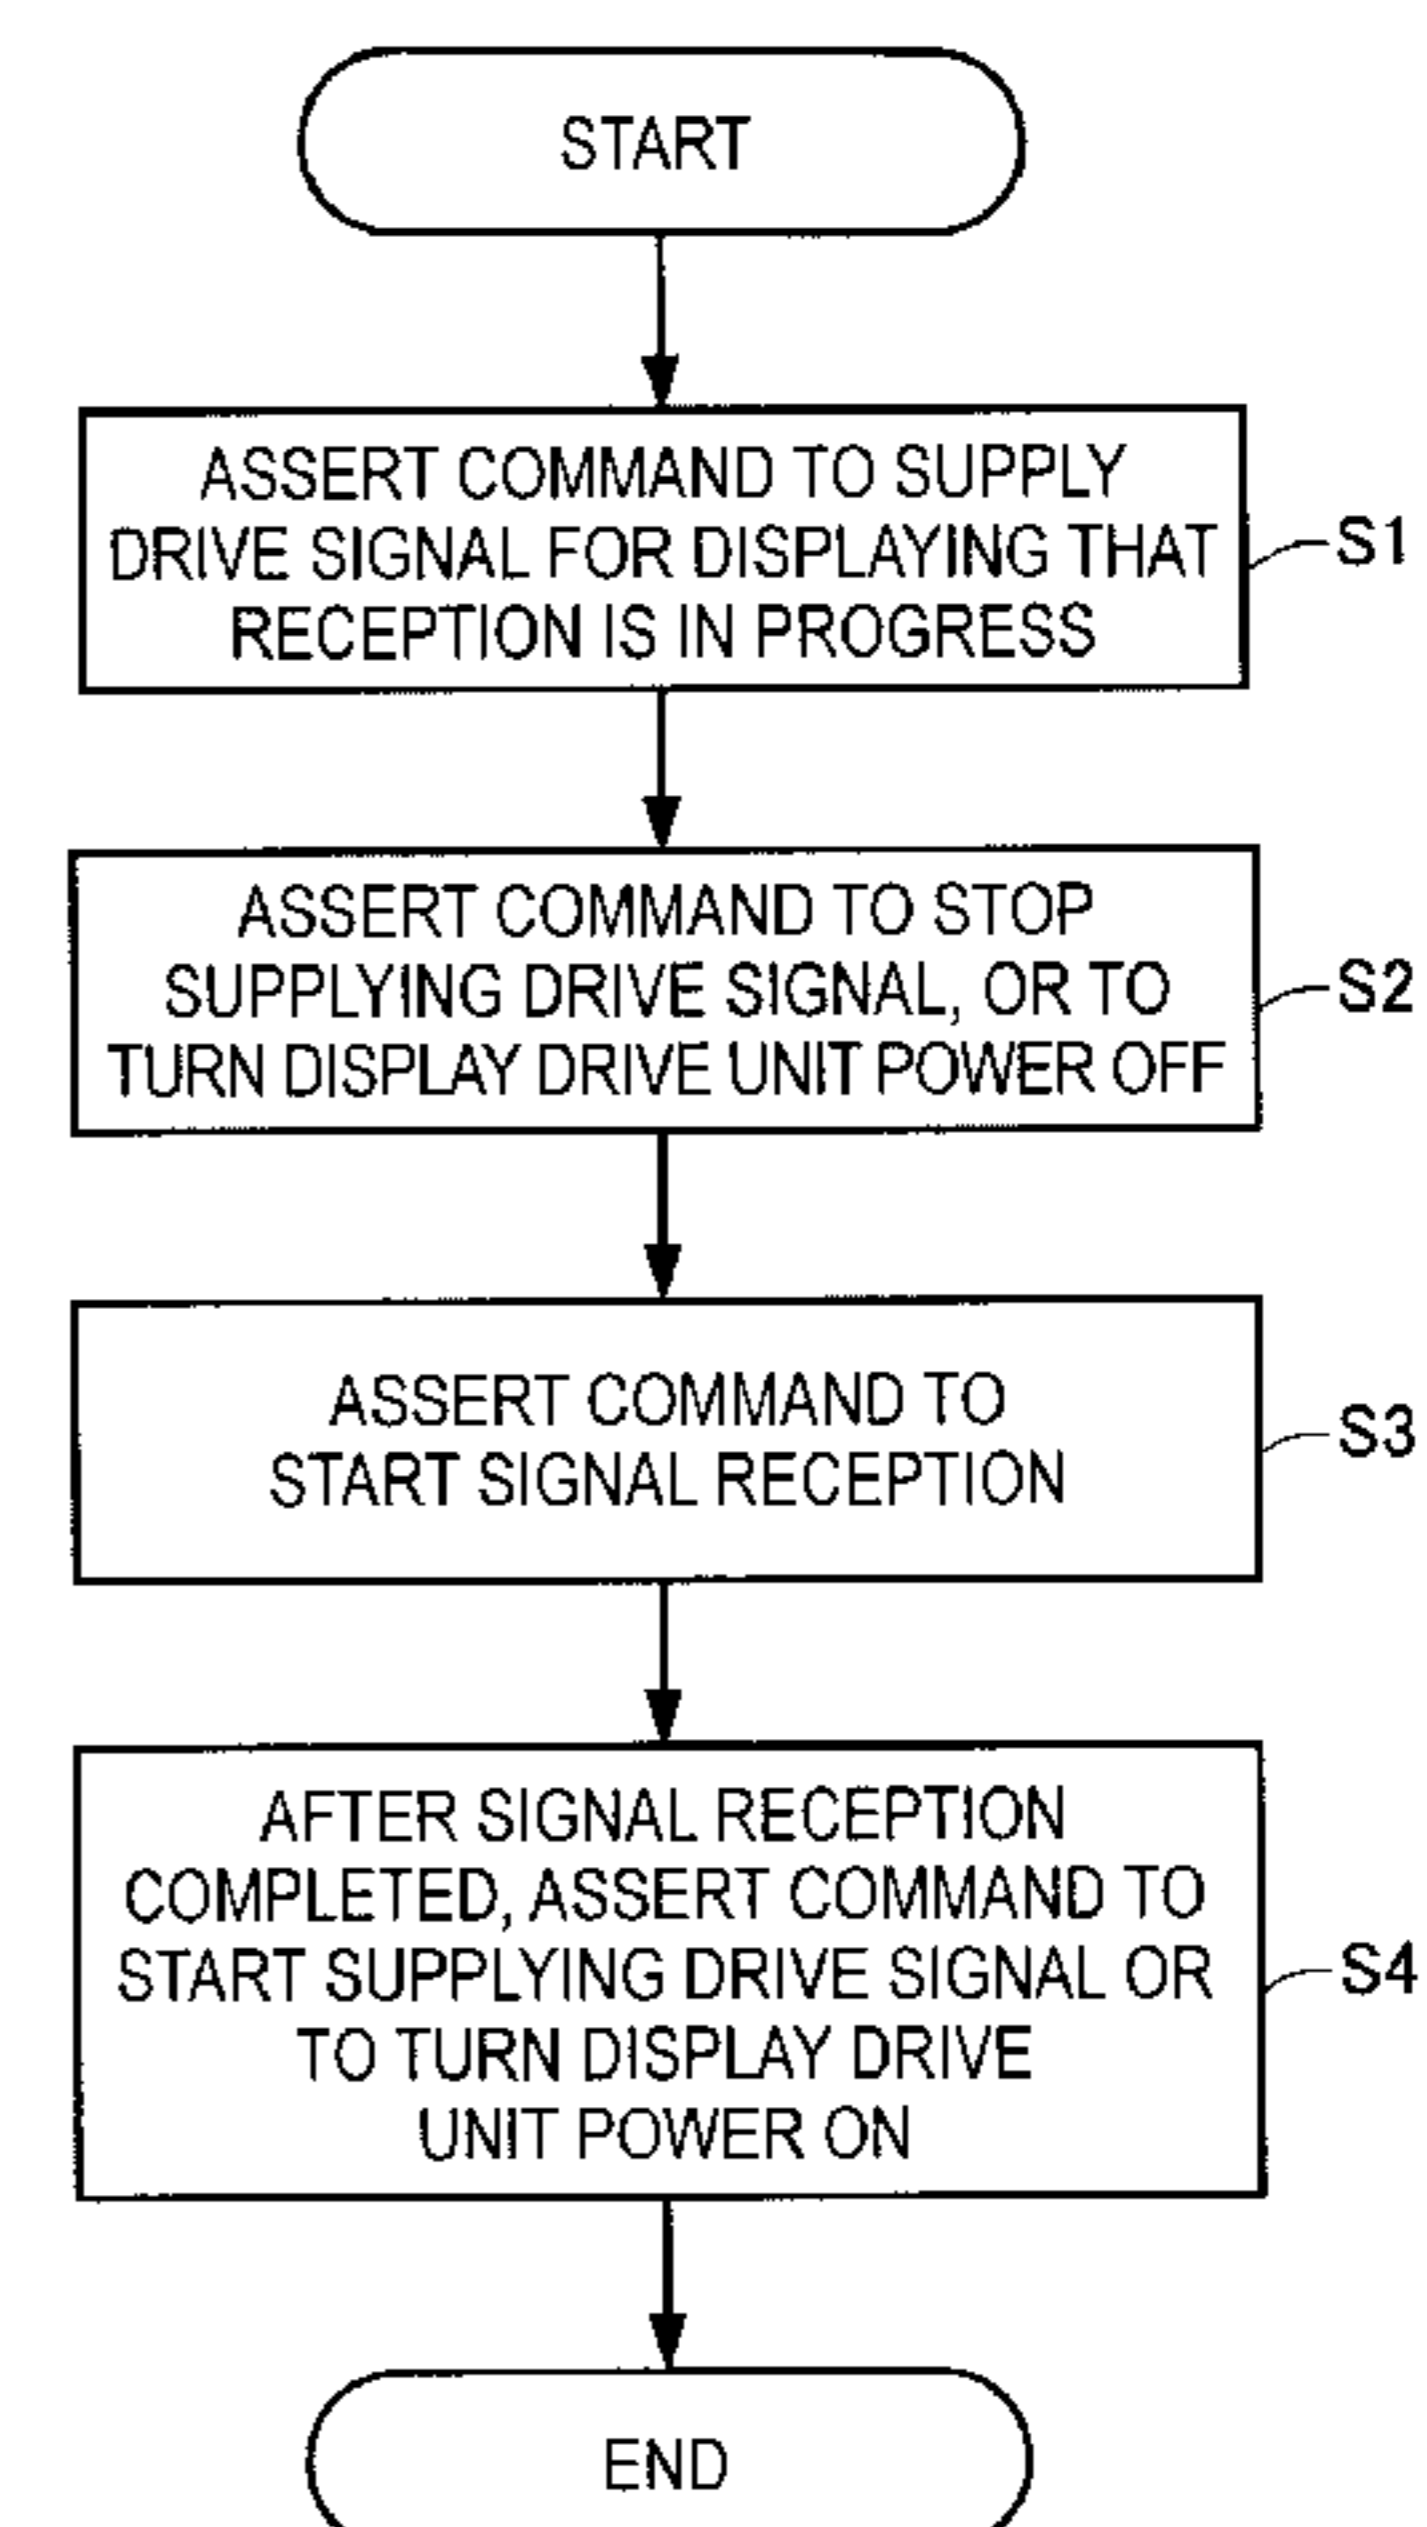 START
ASSERT COMMAND TO SUPPLY
DRIVE SIGNAL FOR DISPLAYING THAT
RECEPTION IS IN PROGRESS
S1
ASSERT COMMAND TO STOP
SUPPLYING DRIVE SIGNAL, OR TO
TURN DISPLAY DRIVE UNIT POWER OFF
S2
ASSERT COMMAND TO
START SIGNAL RECEPTION
S3
AFTER SIGNAL RECEPTION
COMPLETED, ASSERT COMMAND TO
START SUPPLYING DRIVE SIGNAL OR
TO TURN DISPLAY DRIVE
UNIT POWER ON
S4
END